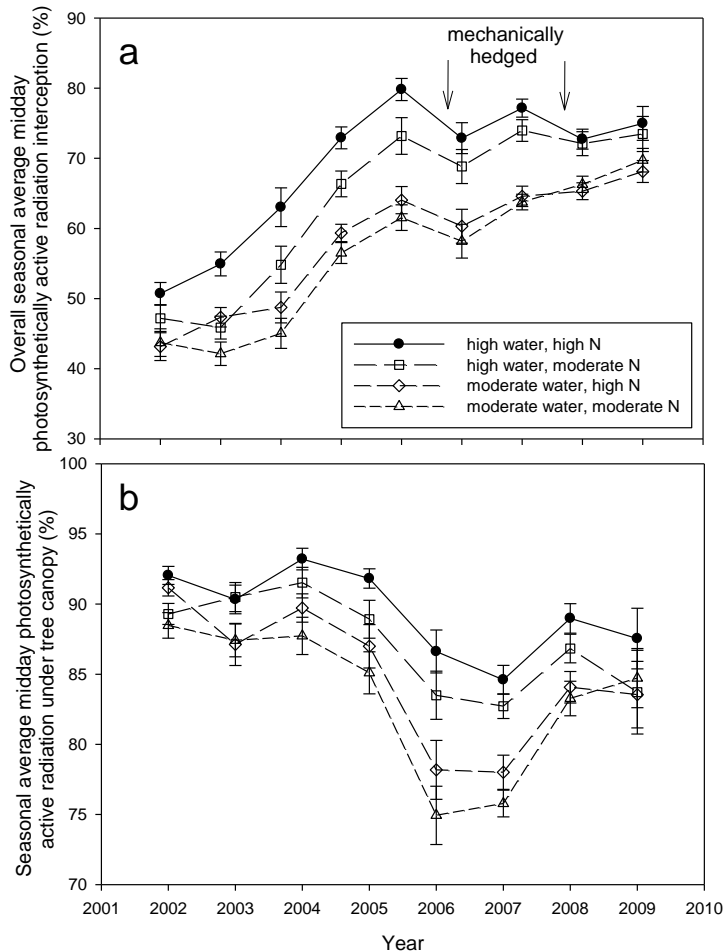 Overall seasonal average midday
photosynthetically active radiation interception (%)
90
80
70
60
50
40
30
a
mechanically
hedged
high water, high N
high water, moderate N
moderate water, high N
moderate water, moderate N
Seasonal average midday photosynthetically
active radiation under tree canopy (%)
100
95
90
85
80
75
70
b
2001 2002 2003 2004 2005 2006 2007 2008 2009 2010
Year